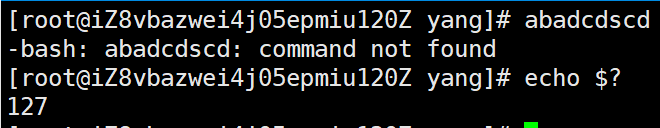 [root@iZ8vbazwei4j05epmiu120Z yang]# abadcdscd
-bash: abadcdscd: command not found
[root@iZ8vbazwei4j05epmiu120Z yang]# echo $?
127